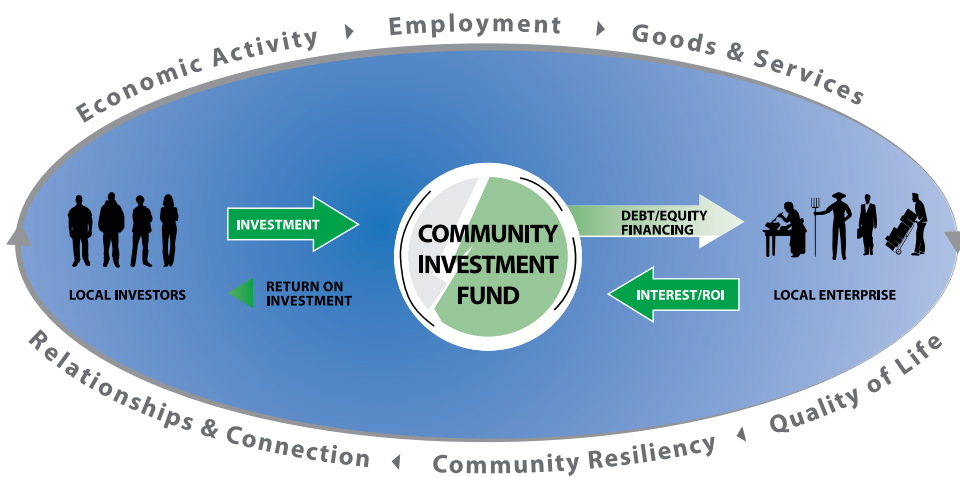 Economic Activity
Employment
Goods & Services
INVESTMENT
RETURN ON
INVESTMENT
LOCAL INVESTORS
COMMUNITY
INVESTMENT
FUND
DEBT/EQUITY
FINANCING
INTEREST/ROI
LOCAL ENTERPRISE
Relationships & Connection
Community Resiliency
Quality of Life